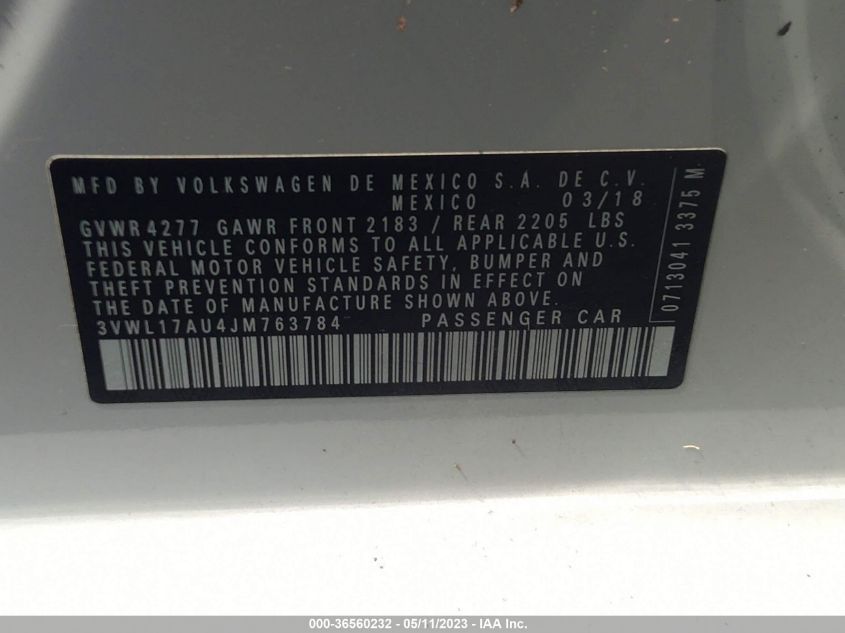 MFD BY VOLKSWAGEN DE MEXICO S.A. DE C.V.
MEXICO 03/18
GVWR 4277 GAWR FRONT 2183 / REAR 2205 LBS
THIS VEHICLE CONFORMS TO ALL APPLICABLE U.S.
FEDERAL MOTOR VEHICLE SAFETY, BUMPER AND
THEFT PREVENTION STANDARDS IN EFFECT ON
THE DATE OF MANUFACTURE SHOWN ABOVE.
3VWL17AU4JM763784 PASSENGER CAR
0713041 3375 M
000-36560232 - 05/11/2023 - IAA Inc.